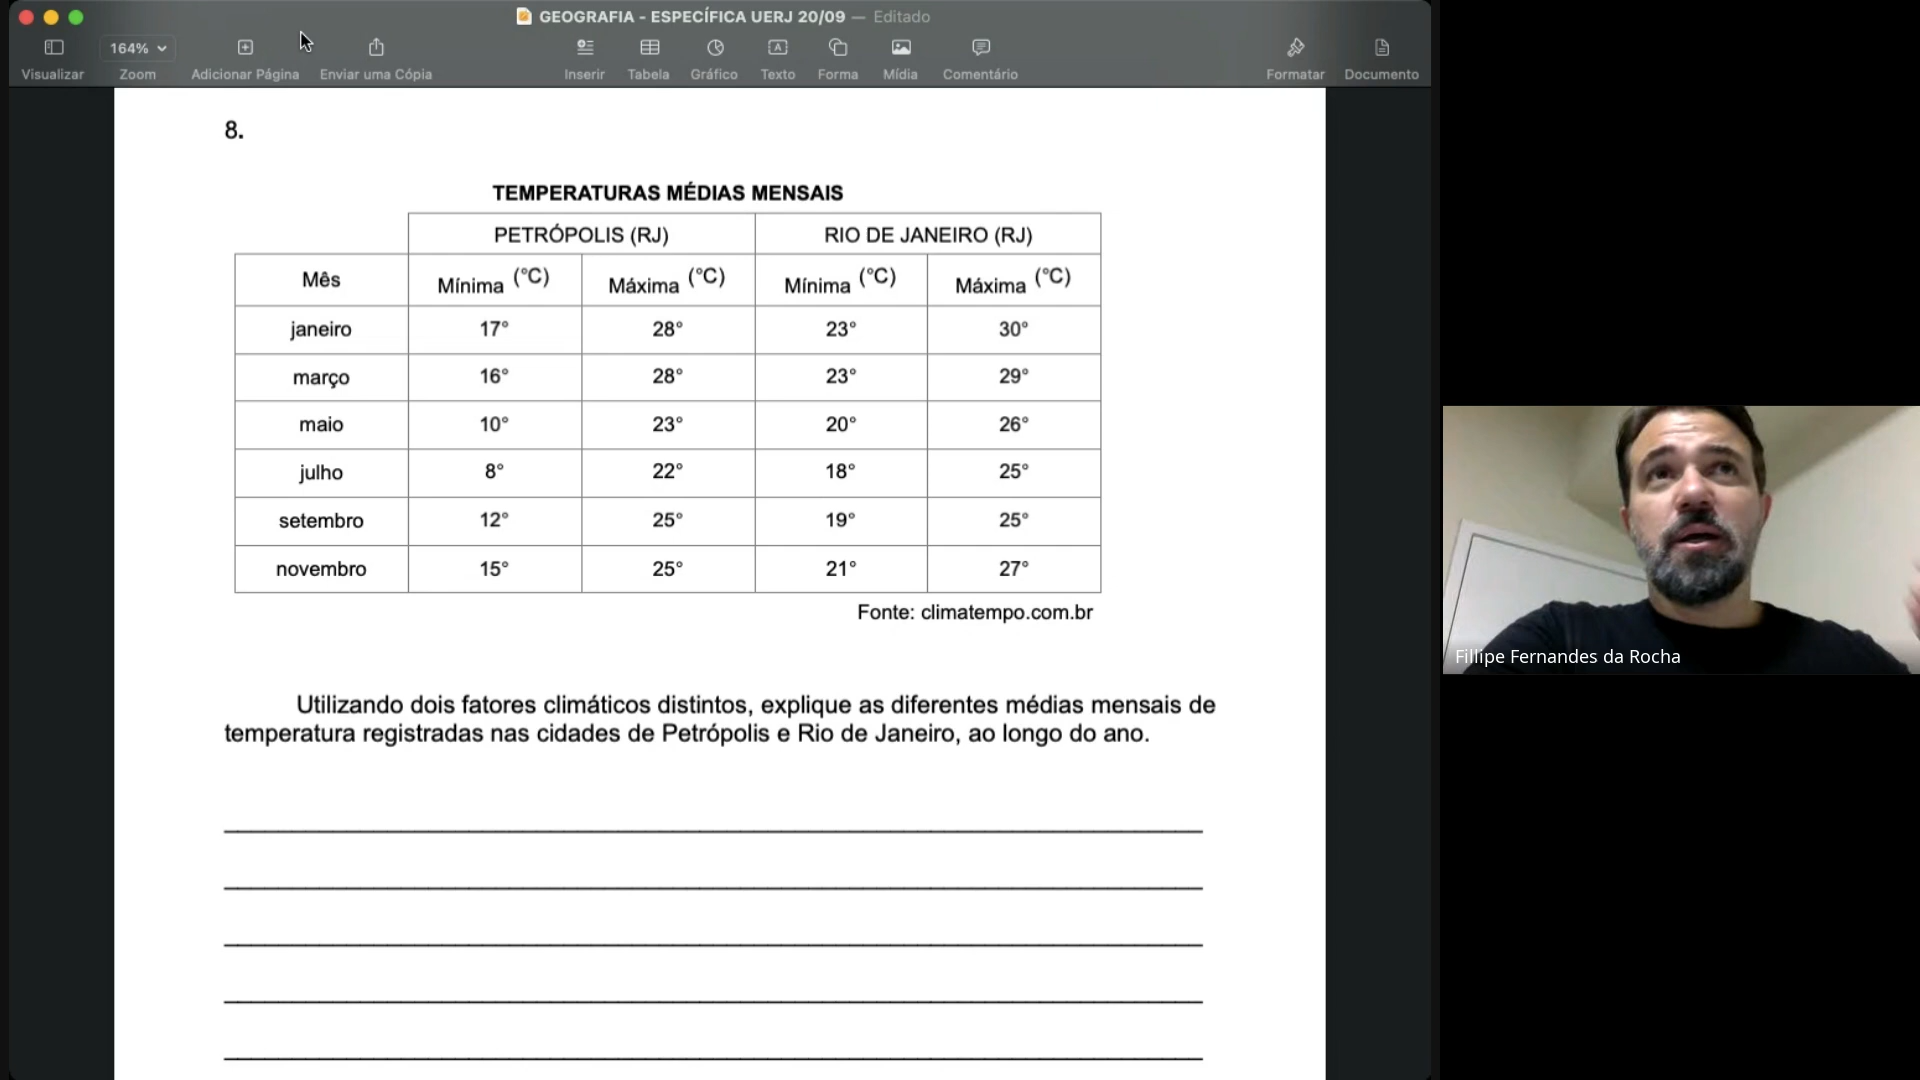 GEOGRAFIA - ESPECÍFICA UERJ 20/09 — Editado
164%
Visualizar Zoom Adicionar Página Enviar uma Cópia Inserir Tabela Gráfico Texto Forma Mídia Comentário Formatar Documento
8.
TEMPERATURAS MÉDIAS MENSAIS
PETRÓPOLIS (RJ) RIO DE JANEIRO (RJ)
Mês Mínima (°C) Máxima (°C) Mínima (°C) Máxima (°C)
janeiro 17° 28° 23° 30°
março 16° 28° 23° 29°
maio 10° 23° 20° 26°
julho 8° 22° 18° 25°
setembro 12° 25° 19° 25°
novembro 15° 25° 21° 27°
Fonte: climatempo.com.br
Utilizando dois fatores climáticos distintos, explique as diferentes médias mensais de
temperatura registradas nas cidades de Petrópolis e Rio de Janeiro, ao longo do ano.
Fillipe Fernandes da Rocha